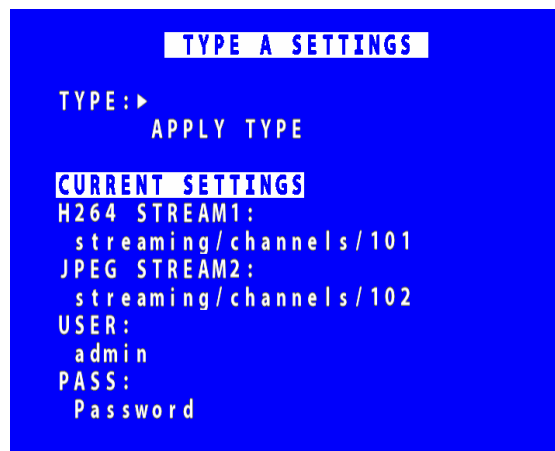 TYPE A SETTINGS
TYPE:▶
APPLY TYPE
CURRENT SETTINGS
H264 STREAM1:
streaming/channels/101
JPEG STREAM2:
streaming/channels/102
USER:
admin
PASS:
Password